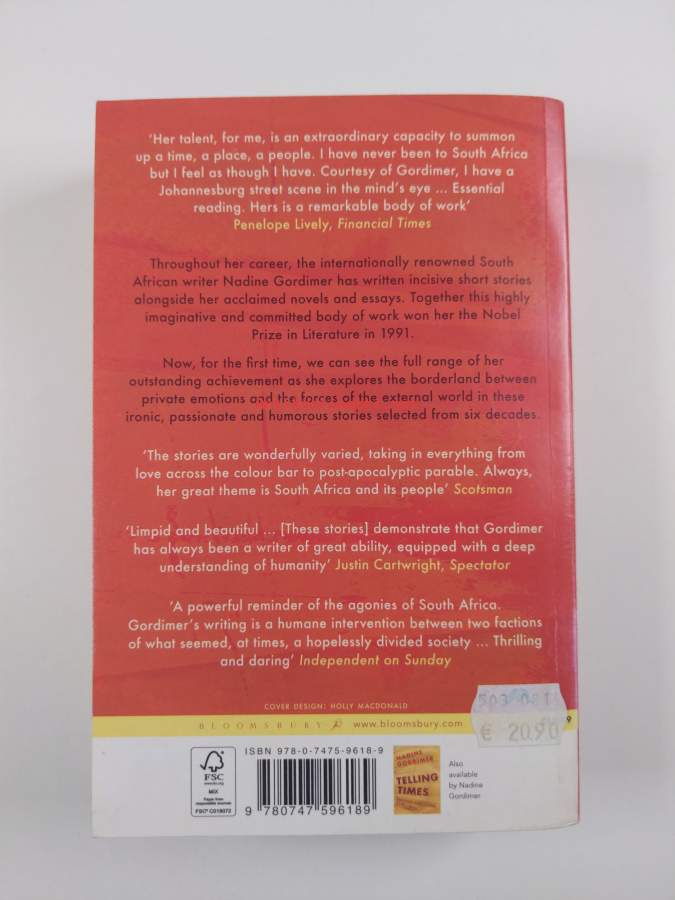 ‘Her talent, for me, is an extraordinary capacity to summon
up a time, a place, a people. I have never been to South Africa
but I feel as though I have. Courtesy of Gordimer, I have a
Johannesburg street scene in the mind’s eye ... Essential
reading. Hers is a remarkable body of work’
Penelope Lively, Financial Times
Throughout her career, the internationally renowned South
African writer Nadine Gordimer has written incisive short stories
alongside her acclaimed novels and essays. Together this highly
imaginative and committed body of work won her the Nobel
Prize in Literature in 1991.
Now, for the first time, we can see the full range of her
outstanding achievement as she explores the borderland between
private emotions and the forces of the external world in these
ironic, passionate and humorous stories selected from six decades.
‘The stories are wonderfully varied, taking in everything from
love across the colour bar to post-apocalyptic parable. Always,
her great theme is South Africa and its people’ Scotsman
‘Limpid and beautiful ... [These stories] demonstrate that Gordimer
has always been a writer of great ability, equipped with a deep
understanding of humanity’ Justin Cartwright, Spectator
‘A powerful reminder of the agonies of South Africa.
Gordimer’s writing is a humane intervention between two factions
of what seemed, at times, a hopelessly divided society ... Thrilling
and daring’ Independent on Sunday
COVER DESIGN: HOLLY MACDONALD
BLOOMSBURY www.bloomsbury.com
€ 20.90
FSC
MIX
Paper from
responsible sources
FSC® C018072
ISBN 978-0-7475-9618-9
9 780747 596189
NADINE
GORDIMER
TELLING
TIMES
Also
available
by Nadine
Gordimer